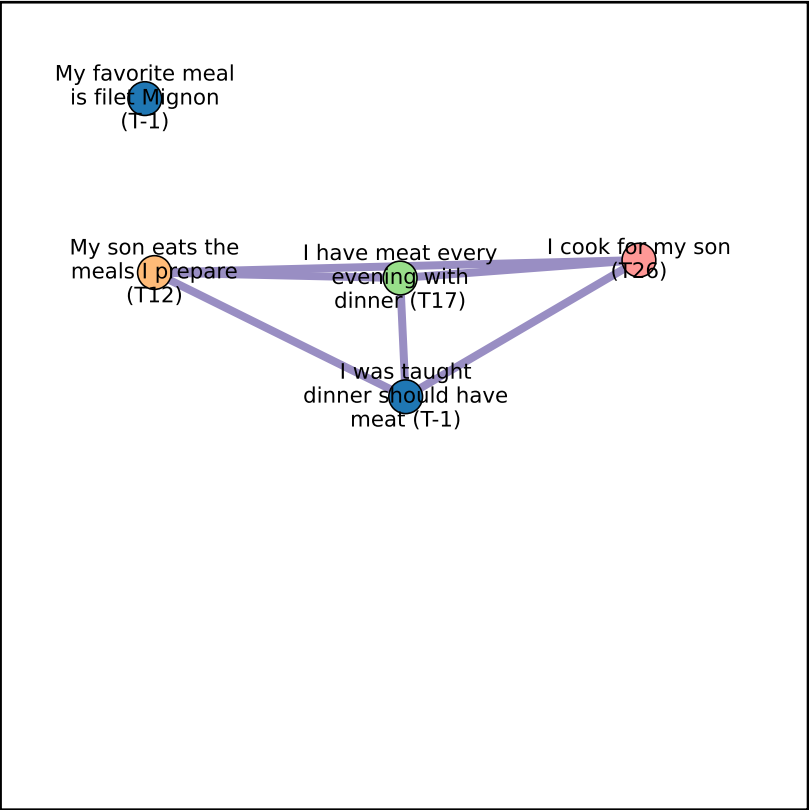 My favorite meal
is filet Mignon
(T-1)
My son eats the
meals I prepare
(T12)
I have meat every
evening with
dinner (T17)
I cook for my son
(T26)
I was taught
dinner should have
meat (T-1)